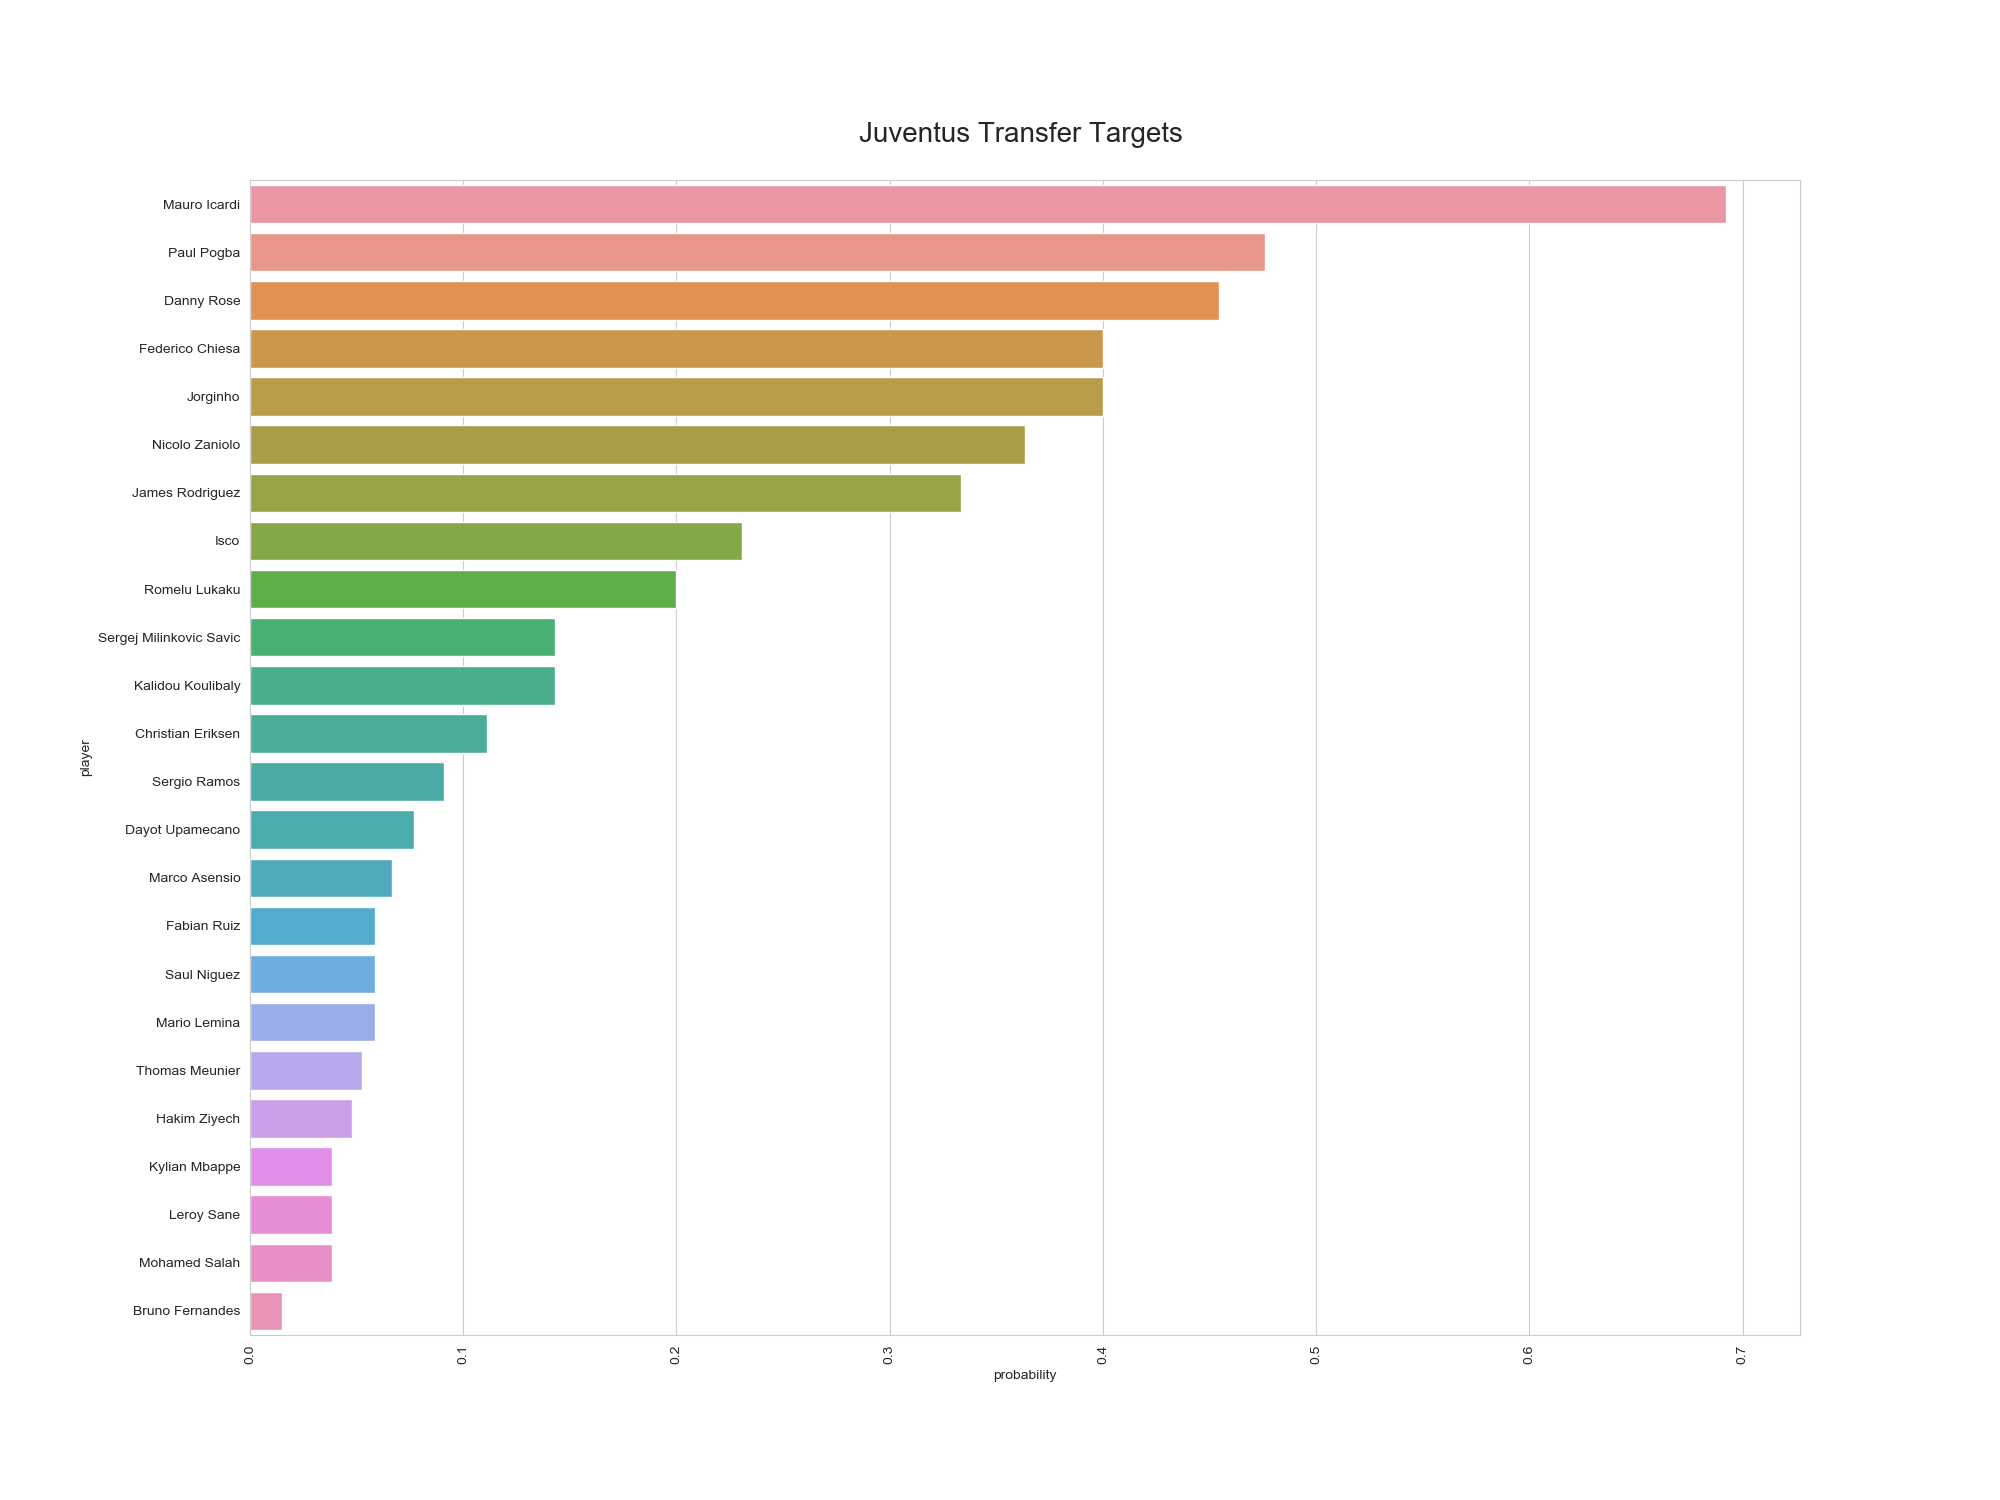 Juventus Transfer Targets
Mauro Icardi
Paul Pogba
Danny Rose
Federico Chiesa
Jorginho
Nicolo Zaniolo
James Rodriguez
Isco
Romelu Lukaku
Sergej Milinkovic Savic
Kalidou Koulibaly
Christian Eriksen
Sergio Ramos
Dayot Upamecano
Marco Asensio
Fabian Ruiz
Saul Niguez
Mario Lemina
Thomas Meunier
Hakim Ziyech
Kylian Mbappe
Leroy Sane
Mohamed Salah
Bruno Fernandes
player
0.0
0.1
0.2
0.3
0.4
0.5
0.6
0.7
probability